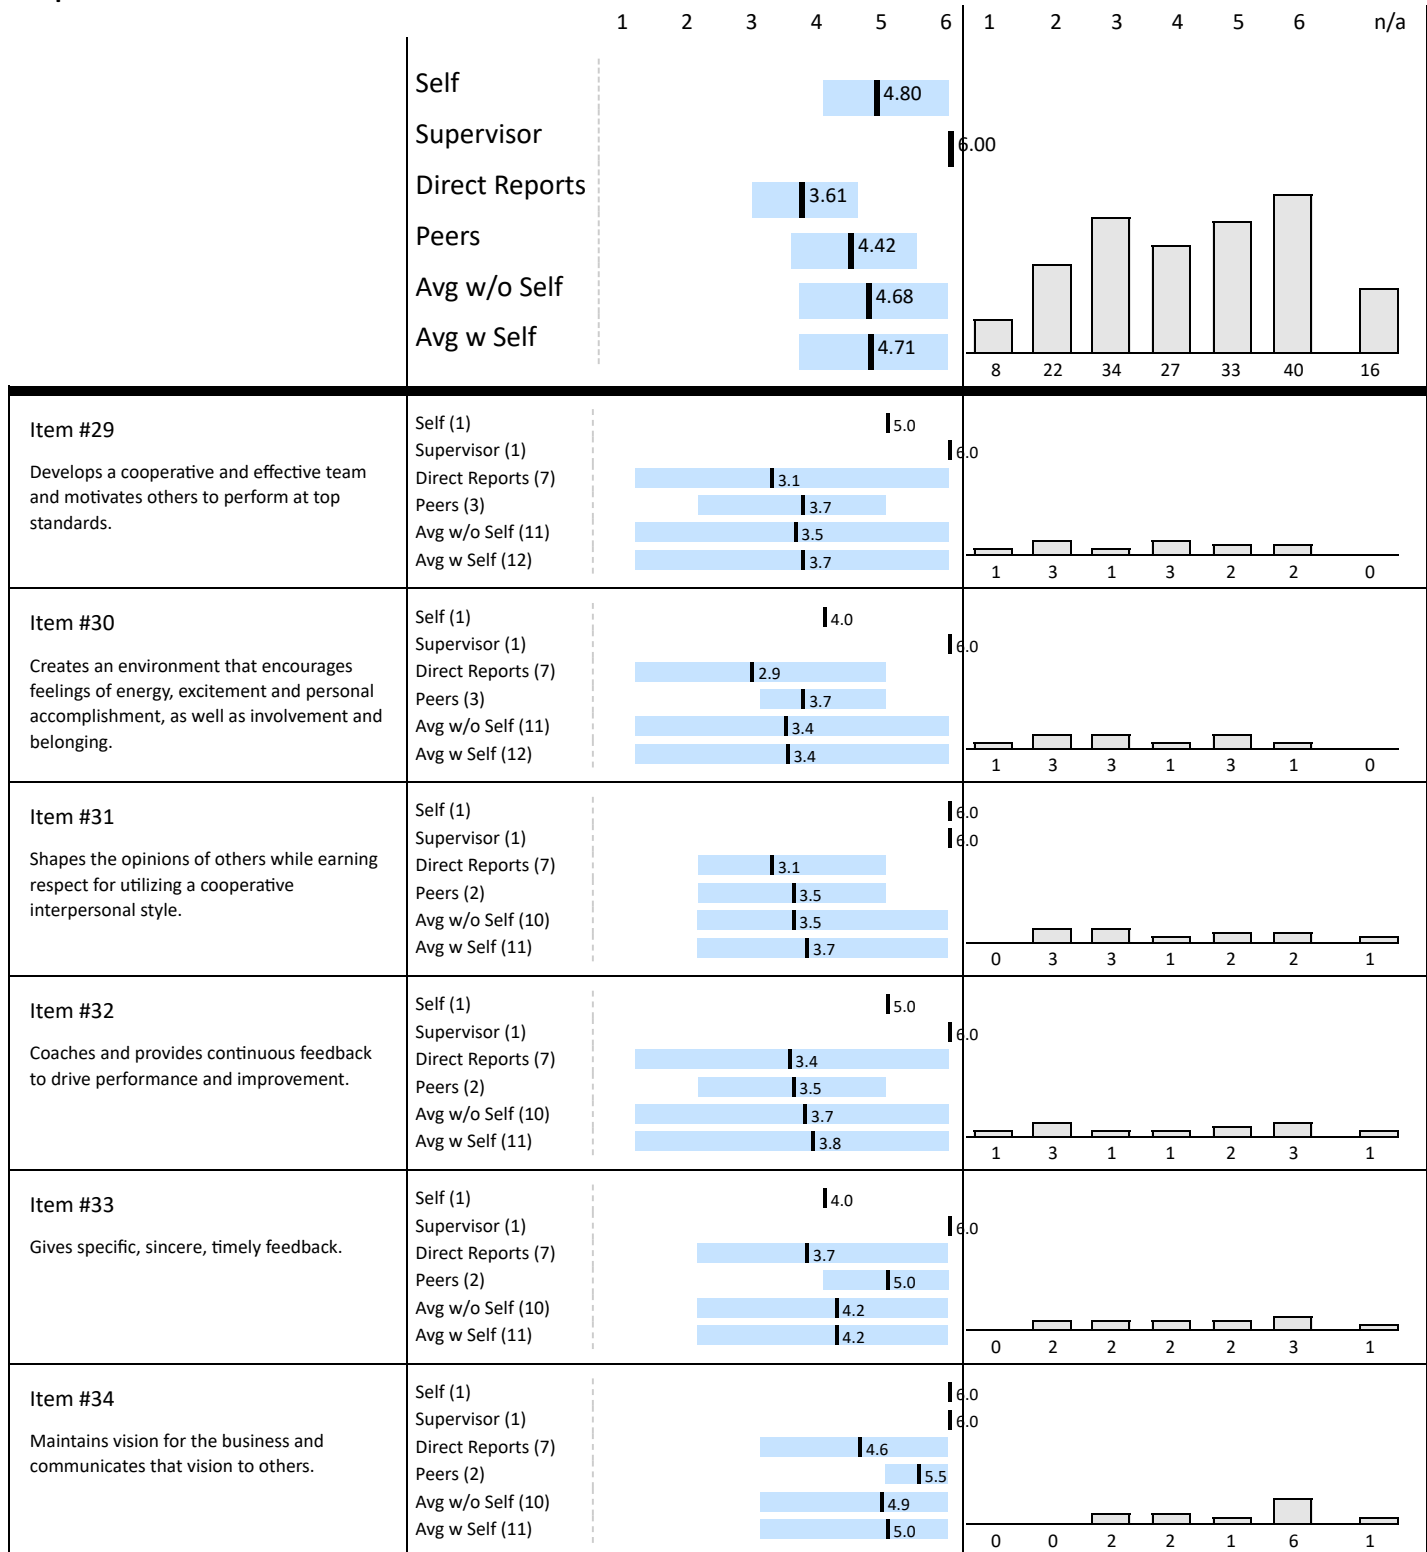 1 2 3 4 5 6 1 2 3 4 5 6 n/a
Self 4.80
Supervisor 6.00
Direct Reports 3.61
Peers 4.42
Avg w/o Self 4.68
Avg w Self 4.71
8 22 34 27 33 40 16
Item #29
Develops a cooperative and effective team
and motivates others to perform at top
standards.
Self (1) 5.0
Supervisor (1) 6.0
Direct Reports (7) 3.1
Peers (3) 3.7
Avg w/o Self (11) 3.5
Avg w Self (12) 3.7
1 3 1 3 2 2 0
Item #30
Creates an environment that encourages
feelings of energy, excitement and personal
accomplishment, as well as involvement and
belonging.
Self (1) 4.0
Supervisor (1) 6.0
Direct Reports (7) 2.9
Peers (3) 3.7
Avg w/o Self (11) 3.4
Avg w Self (12) 3.4
1 3 3 1 3 1 0
Item #31
Shapes the opinions of others while earning
respect for utilizing a cooperative
interpersonal style.
Self (1) 6.0
Supervisor (1) 6.0
Direct Reports (7) 3.1
Peers (2) 3.5
Avg w/o Self (10) 3.5
Avg w Self (11) 3.7
0 3 3 1 2 2 1
Item #32
Coaches and provides continuous feedback
to drive performance and improvement.
Self (1) 5.0
Supervisor (1) 6.0
Direct Reports (7) 3.4
Peers (2) 3.5
Avg w/o Self (10) 3.7
Avg w Self (11) 3.8
1 3 1 1 2 3 1
Item #33
Gives specific, sincere, timely feedback.
Self (1) 4.0
Supervisor (1) 6.0
Direct Reports (7) 3.7
Peers (2) 5.0
Avg w/o Self (10) 4.2
Avg w Self (11) 4.2
0 2 2 2 2 3 1
Item #34
Maintains vision for the business and
communicates that vision to others.
Self (1) 6.0
Supervisor (1) 6.0
Direct Reports (7) 4.6
Peers (2) 5.5
Avg w/o Self (10) 4.9
Avg w Self (11) 5.0
0 0 2 2 1 6 1